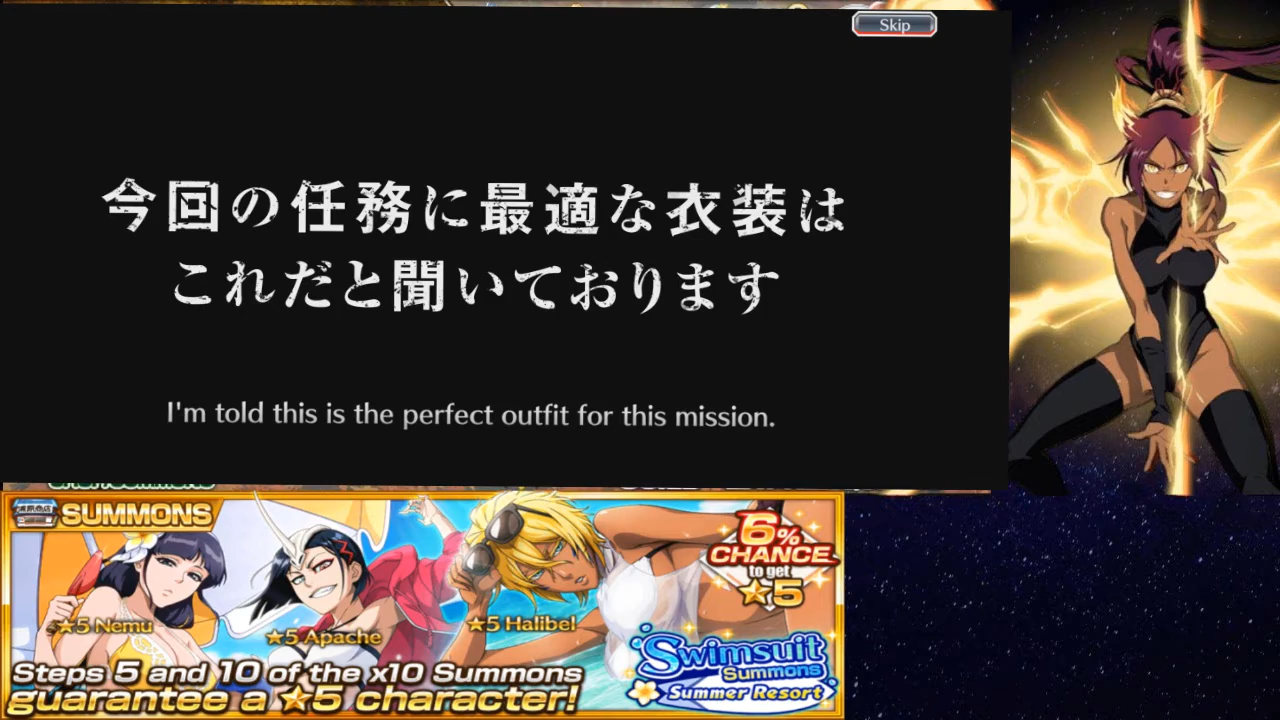 Skip
今回の任務に最適な衣装は
これだと聞いております
I'm told this is the perfect outfit for this mission.
SUMMONS
6%
CHANCE
to get
★5
★5 Nemu
★5 Apache
★5 Halibel
Steps 5 and 10 of the x10 Summons
guarantee a ★5 character!
Swimsuit
Summons
Summer Resort